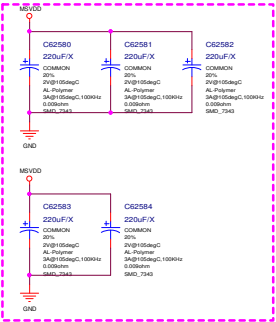 MSVDD
C62580
220uF/X
COMMON
20%
2V@105degC
AL-Polymer
3A@105degC,100KHz
0.009ohm
SMD_7343
C62581
220uF/X
COMMON
20%
2V@105degC
AL-Polymer
3A@105degC,100KHz
0.009ohm
SMD_7343
C62582
220uF/X
COMMON
20%
2V@105degC
AL-Polymer
3A@105degC,100KHz
0.009ohm
SMD_7343
GND
MSVDD
C62583
220uF/X
COMMON
20%
2V@105degC
AL-Polymer
3A@105degC,100KHz
0.009ohm
SMD_7343
C62584
220uF/X
COMMON
20%
2V@105degC
AL-Polymer
3A@105degC,100KHz
0.009ohm
SMD_7343
GND